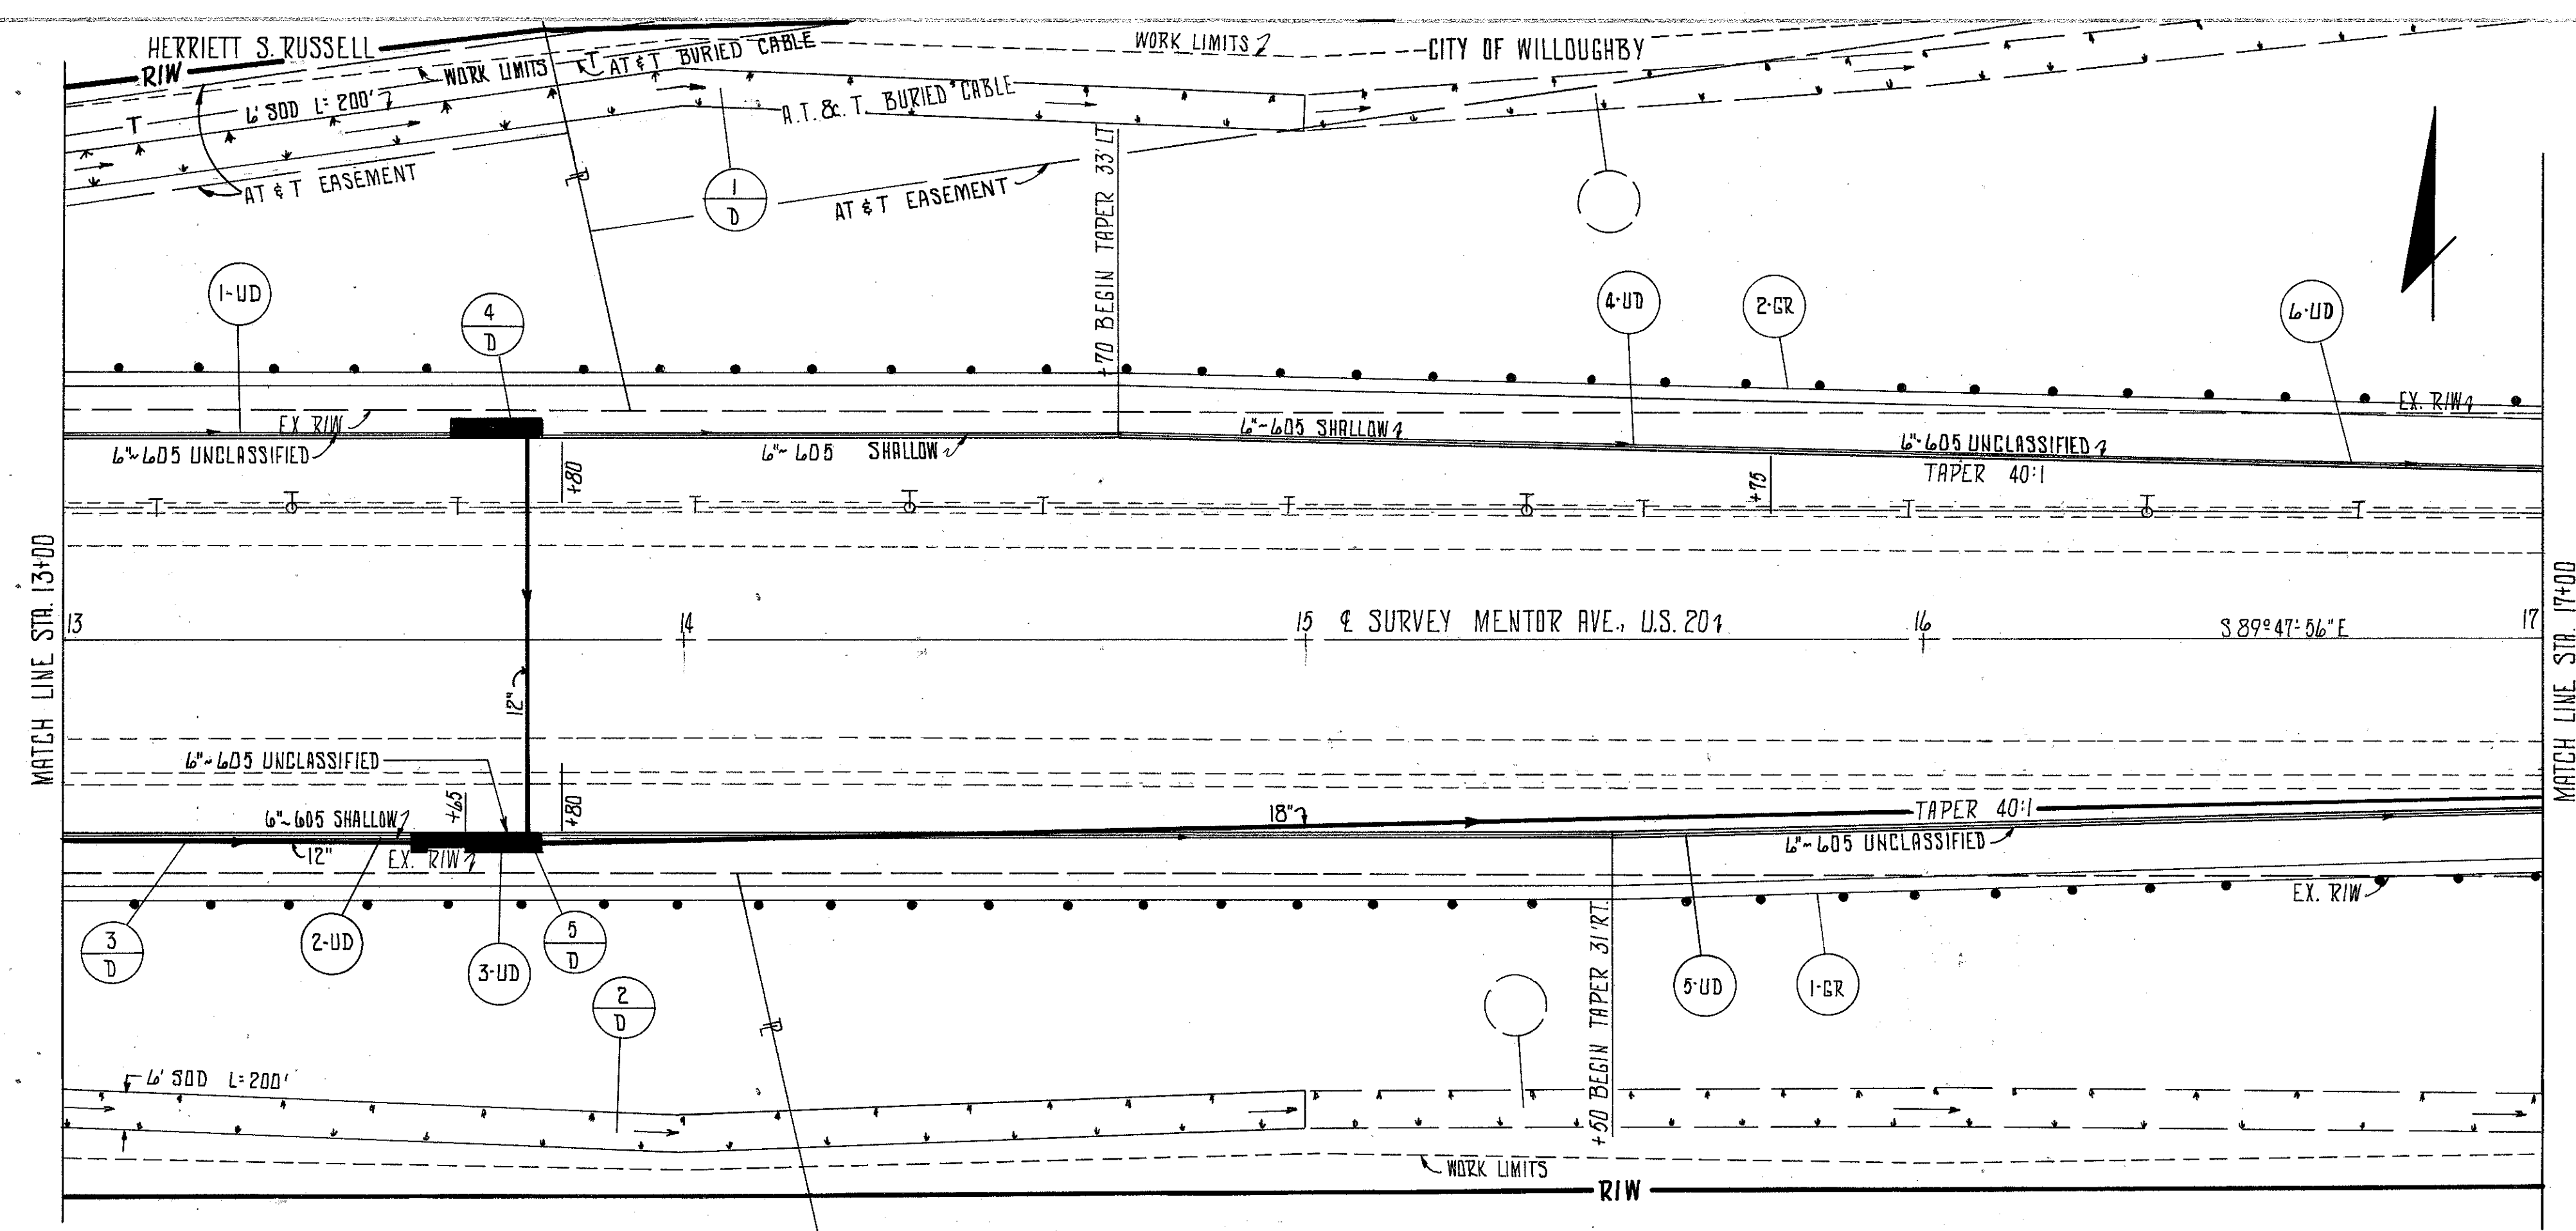 HERRIETT S. RUSSELL
WORK LIMITS
CITY OF WILLOUGHBY
R/W
WORK LIMITS
T
AT & T BURIED CABLE
6' SOD L=200'
T
A.T. & T. BURIED CABLE
AT & T EASEMENT
AT & T EASEMENT
1
D
+70 BEGIN TAPER 33' LT
1-UD
4
D
4-UD
2-GR
6-UD
EX R/W
EX. R/W
6"~605 UNCLASSIFIED
6"~605 SHALLOW
6"~605 SHALLOW
6"~605 UNCLASSIFIED
TAPER 40:1
+80
+75
T T T T T T T T T T T
MATCH LINE STA. 13+00
13
14
15
℄ SURVEY MENTOR AVE., U.S. 20
16
S 89°47'56" E
17
MATCH LINE STA. 17+00
12"
6"~605 UNCLASSIFIED
+65
+80
6"~605 SHALLOW
18"
TAPER 40:1
12"
EX. R/W
6"~605 UNCLASSIFIED
EX. R/W
3
D
2-UD
3-UD
5
D
2
D
+50 BEGIN TAPER 31' RT.
5-UD
1-GR
6' SOD L=200'
WORK LIMITS
R/W